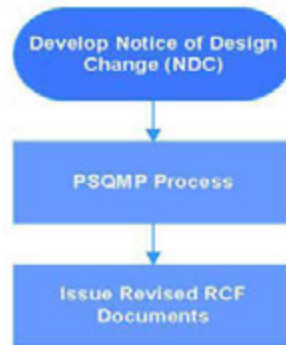 Develop Notice of Design
Change (NDC)
PSQMP Process
Issue Revised RCF
Documents